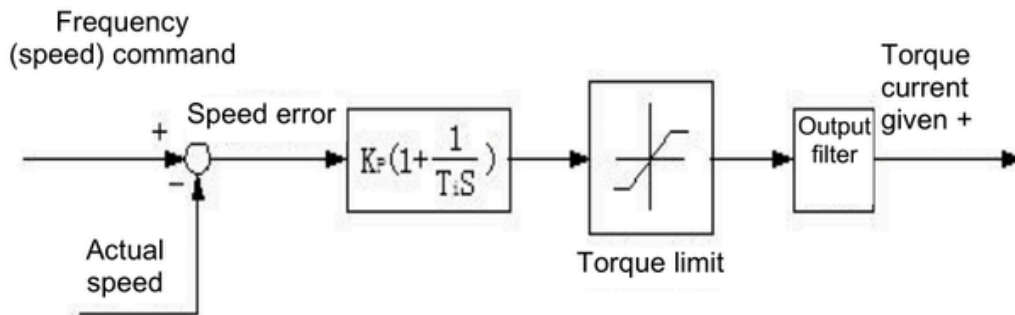 Frequency
(speed) command
Speed error
+
−
Kₚ(1+1/TᵢS)
Actual
speed
Torque limit
Output
filter
Torque
current
given +